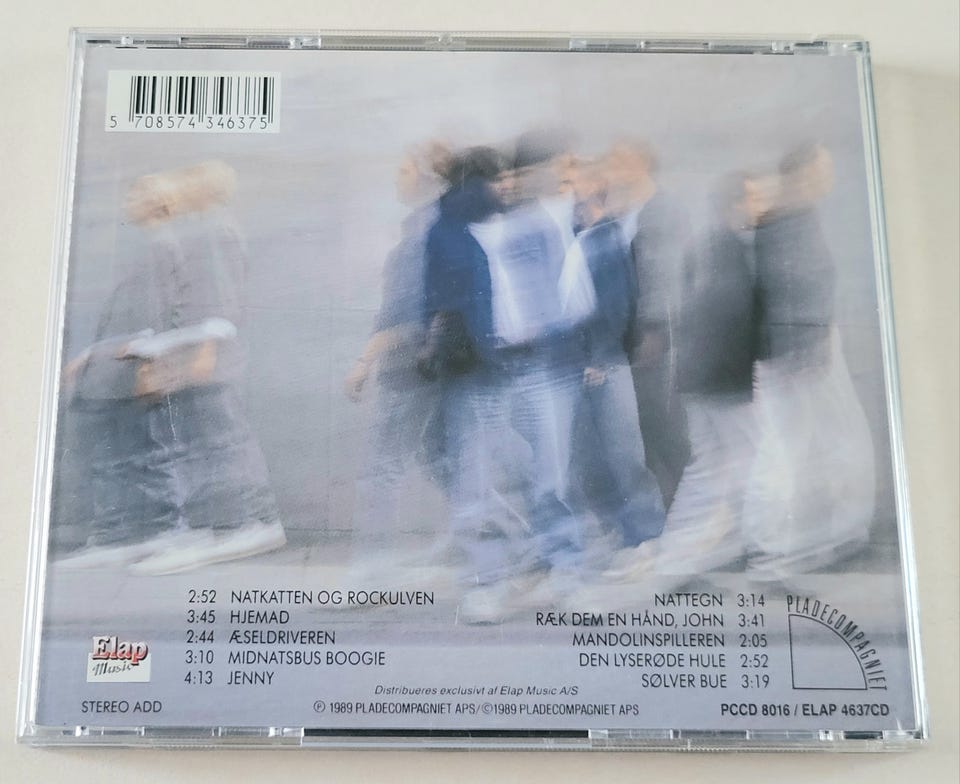 5 708574 346375
2:52 NATKATTEN OG ROCKULVEN
3:45 HJEMAD
2:44 ÆSELDRIVEREN
3:10 MIDNATSBUS BOOGIE
4:13 JENNY
NATTEGN 3:14
RÆK DEM EN HÅND, JOHN 3:41
MANDOLINSPILLEREN 2:05
DEN LYSERØDE HULE 2:52
SØLVER BUE 3:19
PLADECOMPAGNIET
Elap
Music
Distribueres exclusivt af Elap Music A/S
STEREO ADD
Ⓟ 1989 PLADECOMPAGNIET APS/©1989 PLADECOMPAGNIET APS
PCCD 8016 / ELAP 4637CD